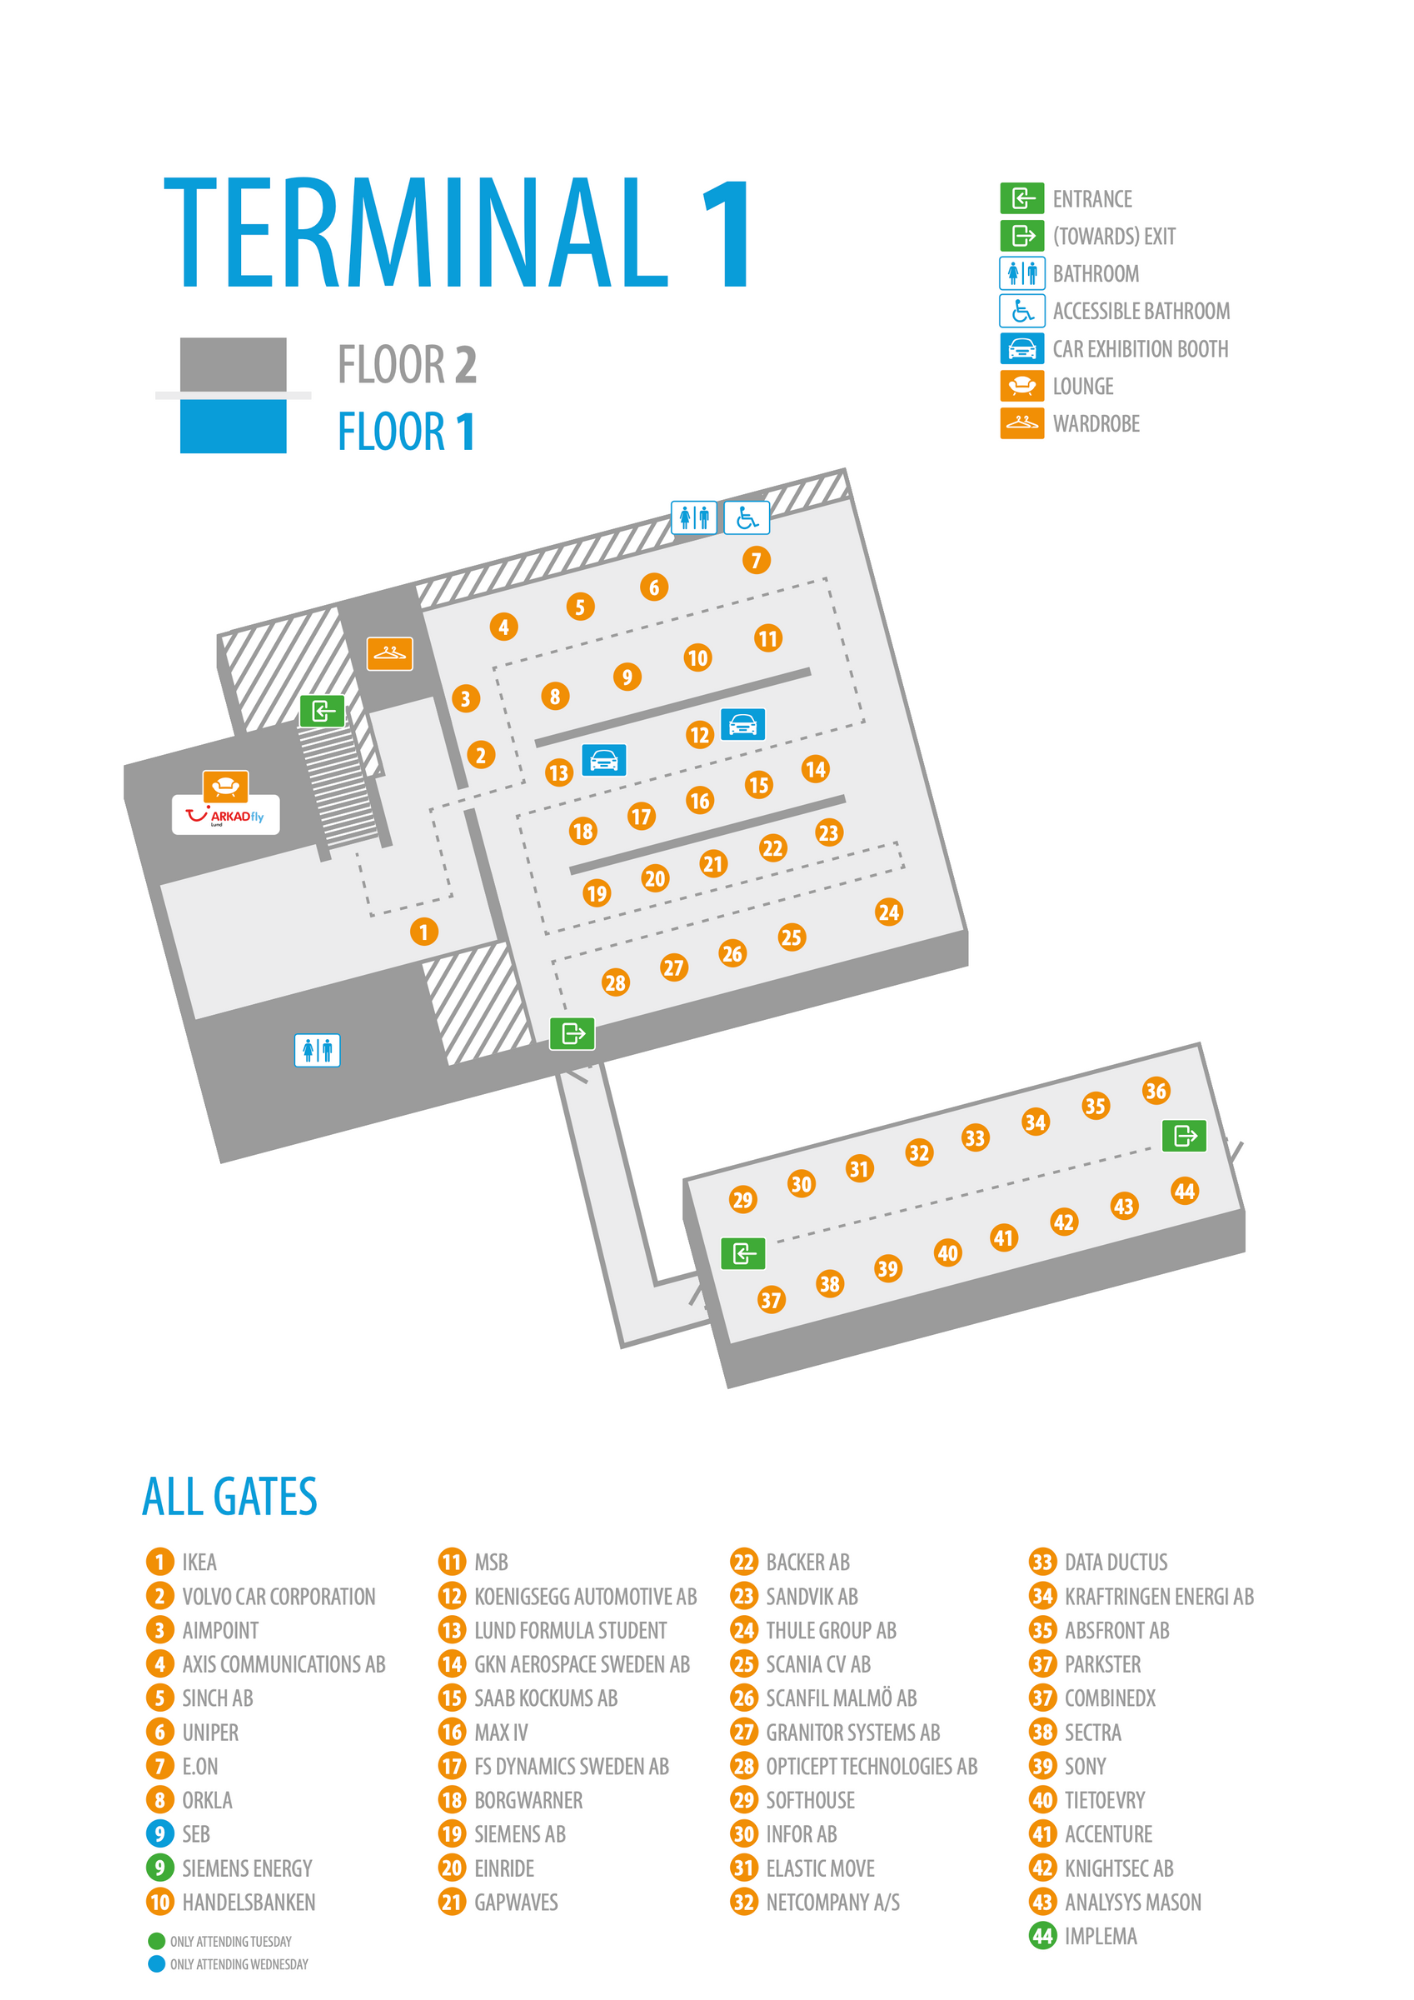 TERMINAL 1
FLOOR 2
FLOOR 1
ENTRANCE
(TOWARDS) EXIT
BATHROOM
ACCESSIBLE BATHROOM
CAR EXHIBITION BOOTH
LOUNGE
WARDROBE
7
6
5
4
11
10
9
8
3
12
2
13
14
15
16
17
18
23
22
21
20
19
ARKADfly
Lund
1
24
25
26
27
28
36
35
34
33
32
31
30
29
44
43
42
41
40
39
38
37
ALL GATES
1 IKEA
2 VOLVO CAR CORPORATION
3 AIMPOINT
4 AXIS COMMUNICATIONS AB
5 SINCH AB
6 UNIPER
7 E.ON
8 ORKLA
9 SEB
9 SIEMENS ENERGY
10 HANDELSBANKEN
ONLY ATTENDING TUESDAY
ONLY ATTENDING WEDNESDAY
11 MSB
12 KOENIGSEGG AUTOMOTIVE AB
13 LUND FORMULA STUDENT
14 GKN AEROSPACE SWEDEN AB
15 SAAB KOCKUMS AB
16 MAX IV
17 FS DYNAMICS SWEDEN AB
18 BORGWARNER
19 SIEMENS AB
20 EINRIDE
21 GAPWAVES
22 BACKER AB
23 SANDVIK AB
24 THULE GROUP AB
25 SCANIA CV AB
26 SCANFIL MALMÖ AB
27 GRANITOR SYSTEMS AB
28 OPTICEPT TECHNOLOGIES AB
29 SOFTHOUSE
30 INFOR AB
31 ELASTIC MOVE
32 NETCOMPANY A/S
33 DATA DUCTUS
34 KRAFTRINGEN ENERGI AB
35 ABSFRONT AB
37 PARKSTER
37 COMBINEDX
38 SECTRA
39 SONY
40 TIETOEVRY
41 ACCENTURE
42 KNIGHTSEC AB
43 ANALYSYS MASON
44 IMPLEMA